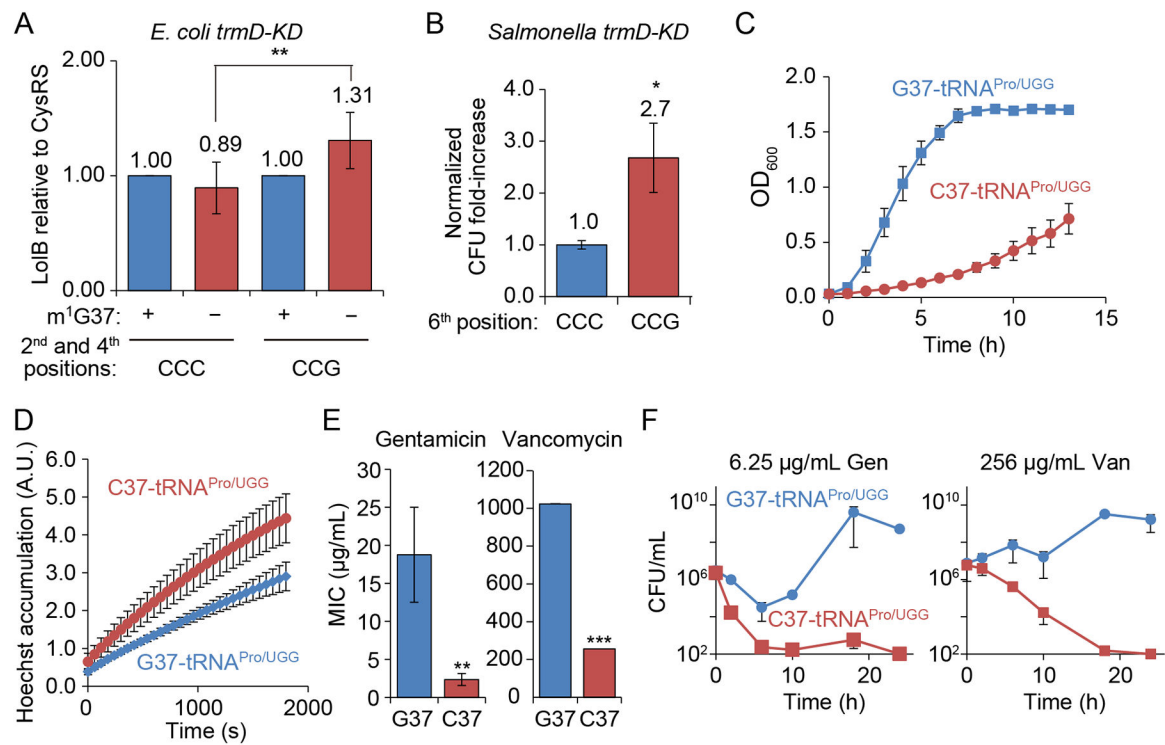 A
E. coli trmD-KD
LolB relative to CysRS
2.00
1.00
0.00
**
1.00
0.89
1.00
1.31
m¹G37:
+
−
+
−
2nd and 4th
positions:
CCC
CCG
B
Salmonella trmD-KD
Normalized
CFU fold-increase
4.0
3.0
2.0
1.0
0.0
1.0
*
2.7
6th position:
CCC
CCG
C
OD600
2.0
1.5
1.0
0.5
0.0
G37-tRNAPro/UGG
C37-tRNAPro/UGG
0
5
10
15
Time (h)
D
Hoechst accumulation (A.U.)
6.0
5.0
4.0
3.0
2.0
1.0
0.0
C37-tRNAPro/UGG
G37-tRNAPro/UGG
0
1000
2000
Time (s)
E
Gentamicin
MIC (µg/mL)
30
25
20
15
10
5
0
**
G37
C37
Vancomycin
1200
1000
800
600
400
200
0
***
G37
C37
F
6.25 µg/mL Gen
CFU/mL
10¹⁰
10⁶
10²
G37-tRNAPro/UGG
C37-tRNAPro/UGG
0
10
20
Time (h)
256 µg/mL Van
10¹⁰
10⁶
10²
0
10
20
Time (h)